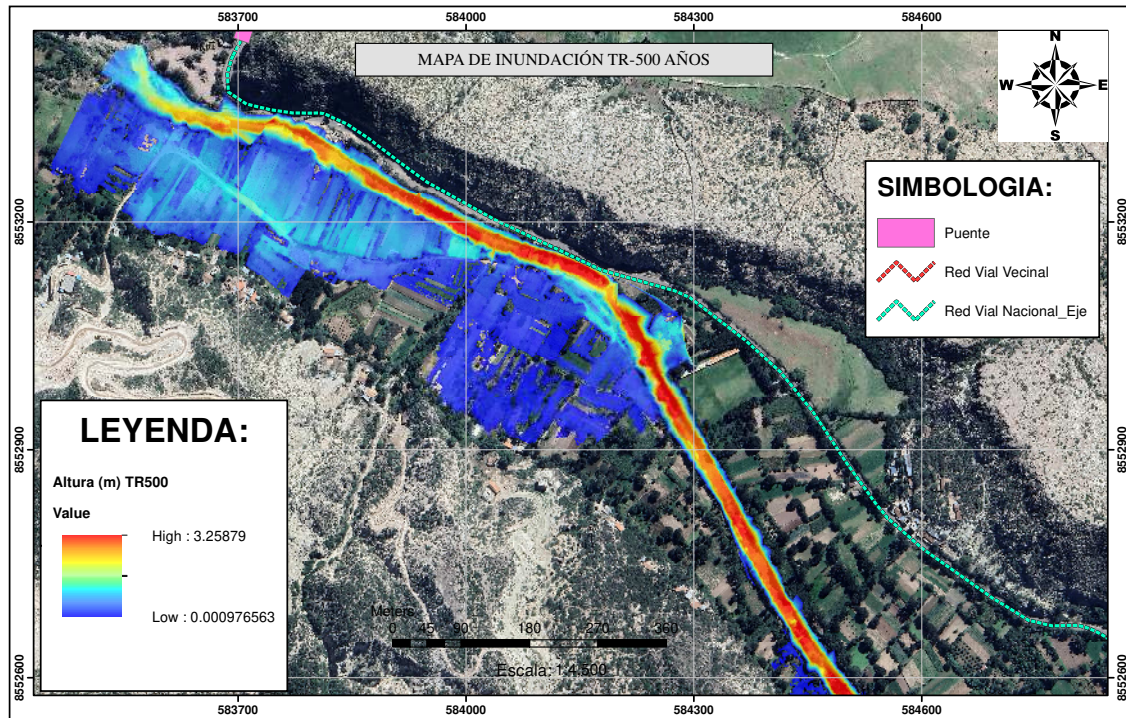 583700 584000 584300 584600
MAPA DE INUNDACIÓN TR-500 AÑOS
N
W E
S
SIMBOLOGIA:
Puente
Red Vial Vecinal
Red Vial Nacional_Eje
8553200 8553200
8552900 8552900
8552600 8552600
LEYENDA:
Altura (m) TR500
Value
High : 3.25879
Low : 0.000976563
Meters
0 45 90 180 270 360
Escala: 1:4,500
583700 584000 584300 584600